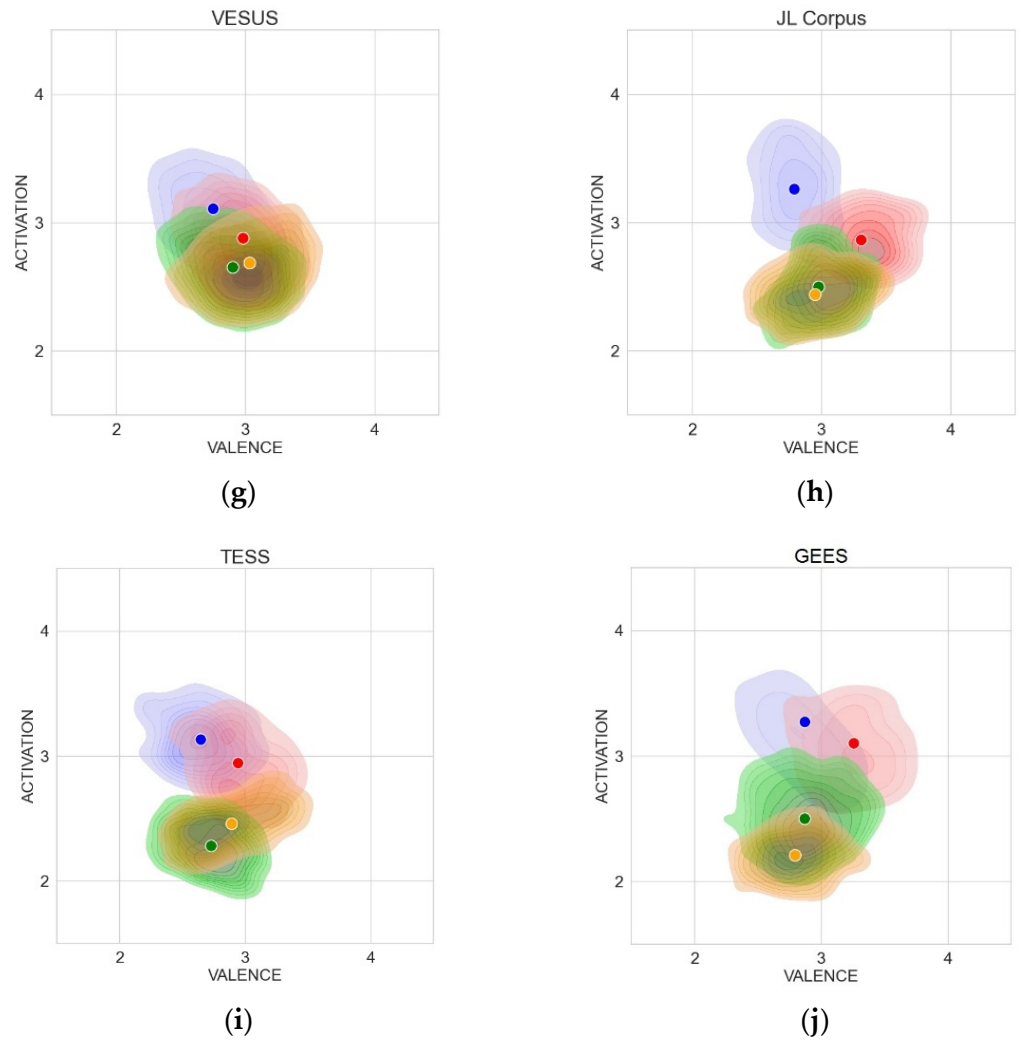 VESUS
4
3
2
ACTIVATION
2 3 4
VALENCE
(g)
JL Corpus
4
3
2
ACTIVATION
2 3 4
VALENCE
(h)
TESS
4
3
2
ACTIVATION
2 3 4
VALENCE
(i)
GEES
4
3
2
ACTIVATION
2 3 4
VALENCE
(j)